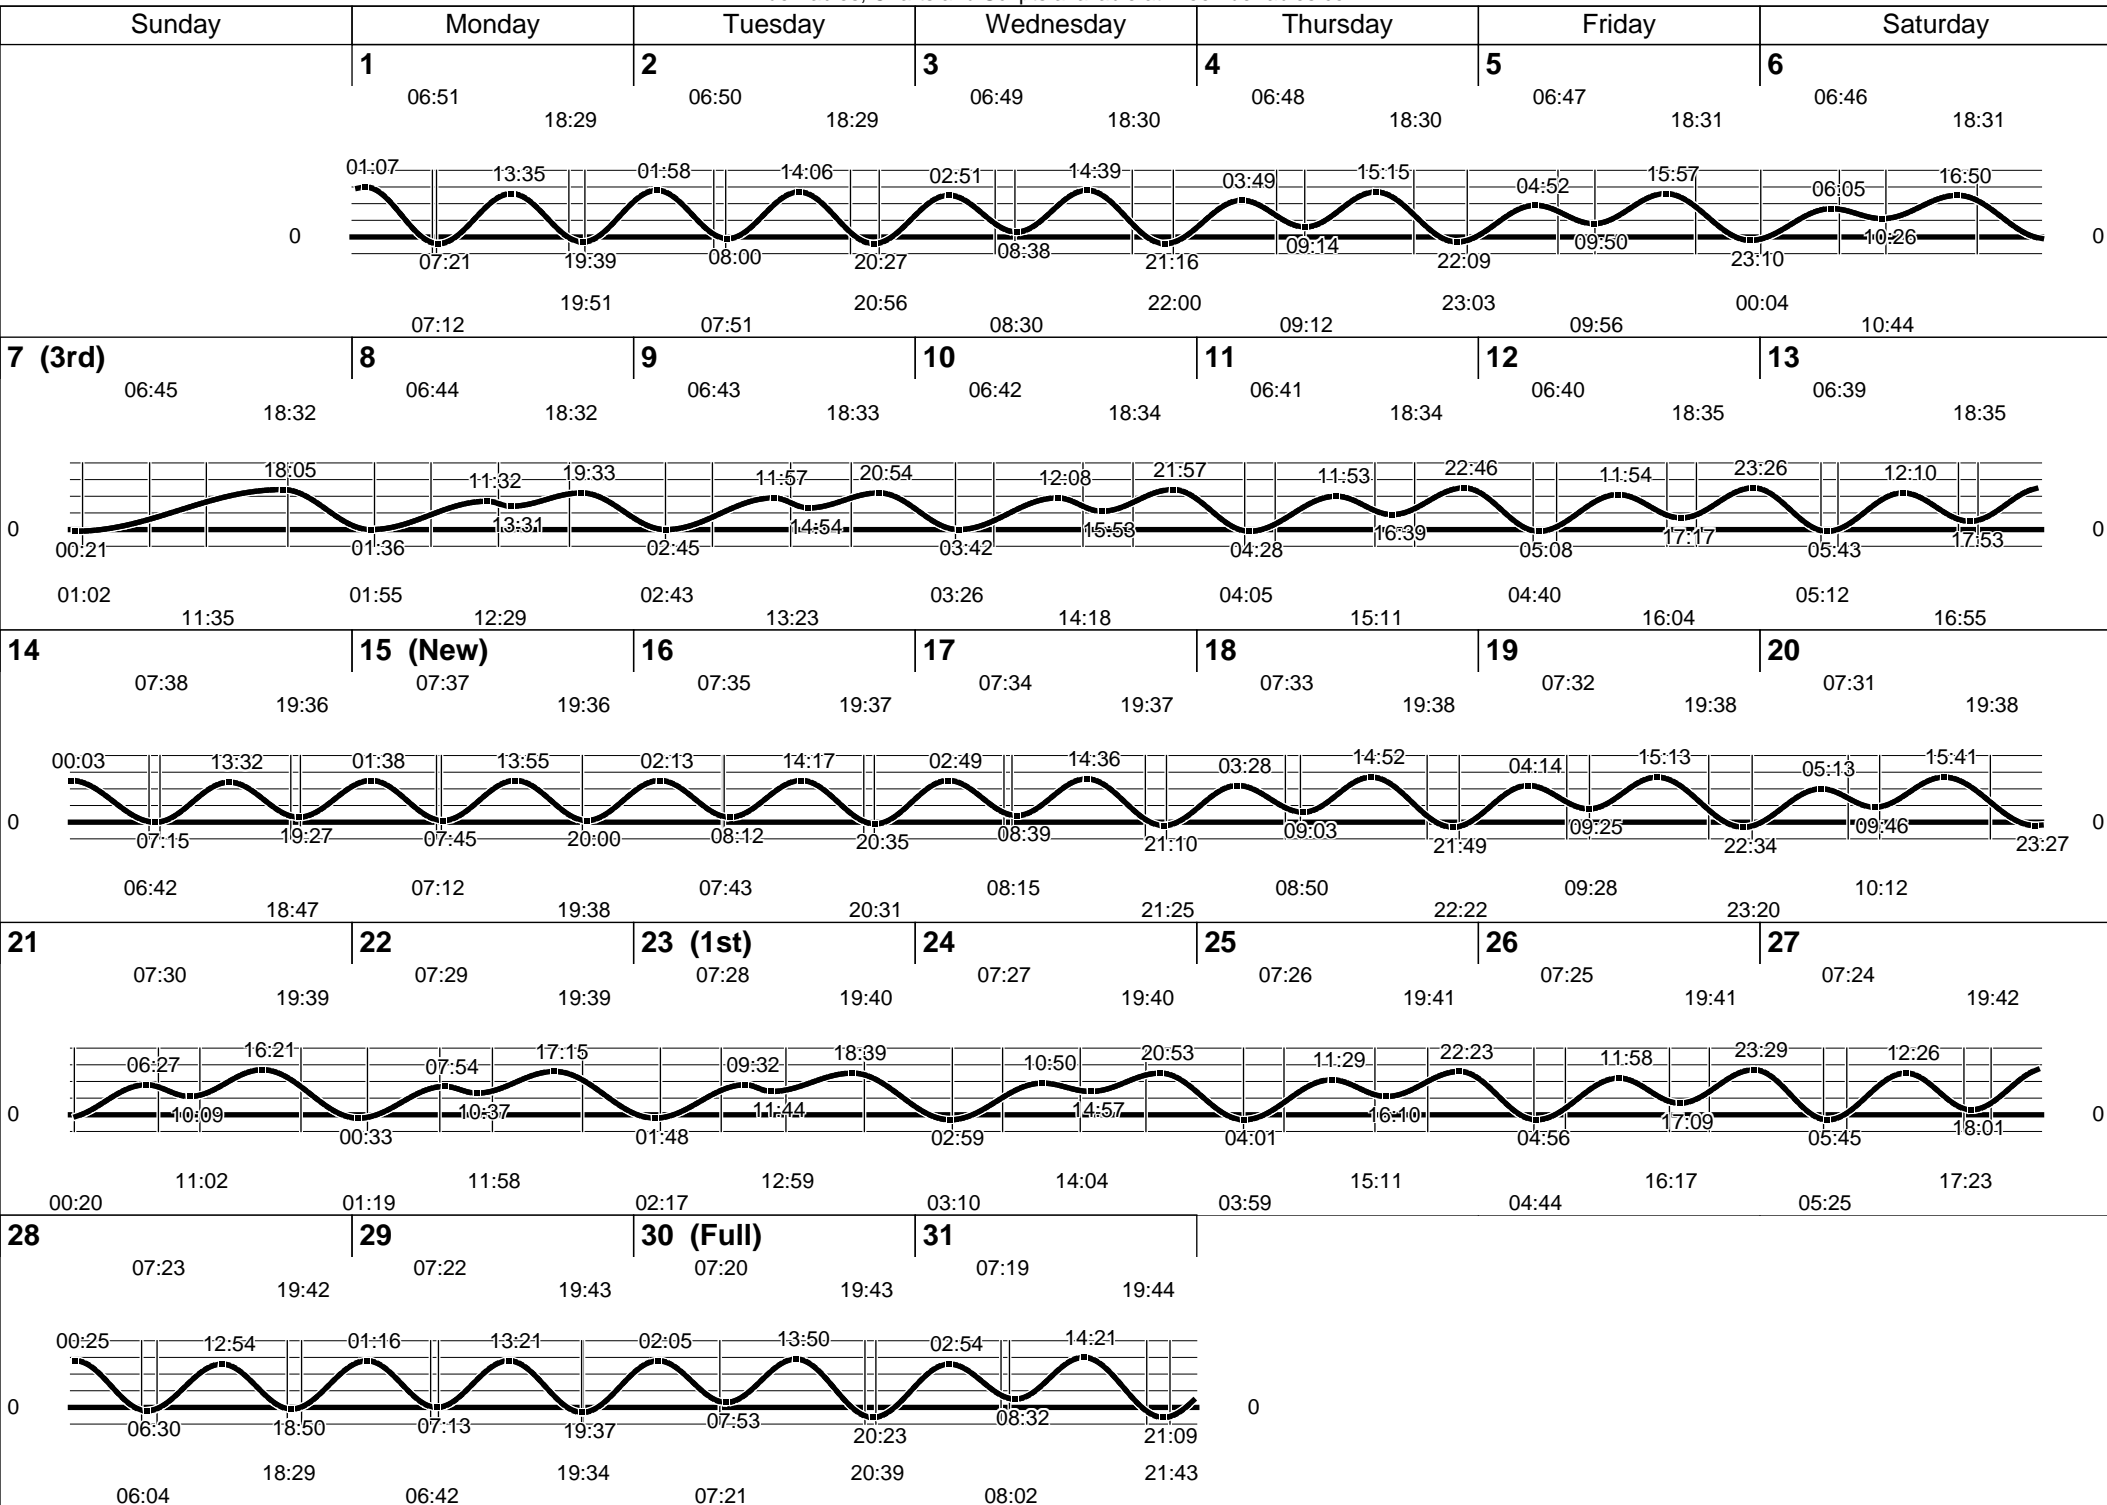 Sunday Monday Tuesday Wednesday Thursday Friday Saturday
1 2 3 4 5 6
06:51 06:50 06:49 06:48 06:47 06:46
18:29 18:29 18:30 18:30 18:31 18:31
01:07 13:35 01:58 14:06 02:51 14:39 03:49 15:15 04:52 15:57 06:05 16:50
0 0
07:21 19:39 08:00 20:27 08:38 21:16 09:14 22:09 09:50 23:10 10:26
19:51 20:56 22:00 23:03 00:04
07:12 07:51 08:30 09:12 09:56 10:44
7 (3rd) 8 9 10 11 12 13
06:45 06:44 06:43 06:42 06:41 06:40 06:39
18:32 18:32 18:33 18:34 18:34 18:35 18:35
18:05 11:32 19:33 11:57 20:54 12:08 21:57 11:53 22:46 11:54 23:26 12:10
0 0
00:21 01:36 13:31 02:45 14:54 03:42 15:53 04:28 16:39 05:08 17:17 05:43 17:53
01:02 01:55 02:43 03:26 04:05 04:40 05:12
11:35 12:29 13:23 14:18 15:11 16:04 16:55
14 15 (New) 16 17 18 19 20
07:38 07:37 07:35 07:34 07:33 07:32 07:31
19:36 19:36 19:37 19:37 19:38 19:38 19:38
00:03 13:32 01:38 13:55 02:13 14:17 02:49 14:36 03:28 14:52 04:14 15:13 05:13 15:41
0 0
07:15 19:27 07:45 20:00 08:12 20:35 08:39 21:10 09:03 21:49 09:25 22:34 09:46 23:27
06:42 07:12 07:43 08:15 08:50 09:28 10:12
18:47 19:38 20:31 21:25 22:22 23:20
21 22 23 (1st) 24 25 26 27
07:30 07:29 07:28 07:27 07:26 07:25 07:24
19:39 19:39 19:40 19:40 19:41 19:41 19:42
06:27 16:21 07:54 17:15 09:32 18:39 10:50 20:53 11:29 22:23 11:58 23:29 12:26
0 0
10:09 00:33 10:37 01:48 11:44 02:59 14:57 04:01 16:10 04:56 17:09 05:45 18:01
11:02 11:58 12:59 14:04 15:11 16:17 17:23
00:20 01:19 02:17 03:10 03:59 04:44 05:25
28 29 30 (Full) 31
07:23 07:22 07:20 07:19
19:42 19:43 19:43 19:44
00:25 12:54 01:16 13:21 02:05 13:50 02:54 14:21
0 0
06:30 18:50 07:13 19:37 07:53 20:23 08:32 21:09
18:29 19:34 20:39 21:43
06:04 06:42 07:21 08:02